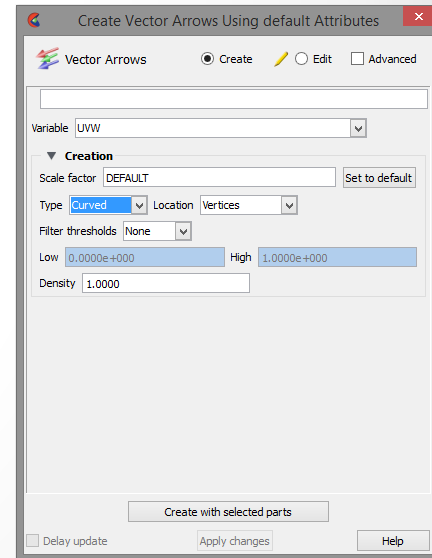 Create Vector Arrows Using default Attributes
Vector Arrows Create Edit Advanced
Variable UVW
Creation
Scale factor DEFAULT Set to default
Type Curved Location Vertices
Filter thresholds None
Low 0.0000e+000 High 1.0000e+000
Density 1.0000
Create with selected parts
Delay update Apply changes Help